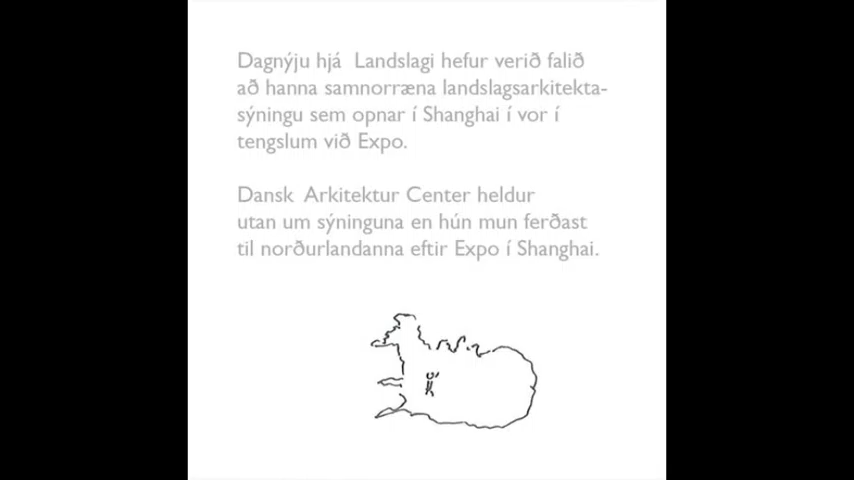 Dagnýju hjá Landslagi hefur verið falið
að hanna samnorræna landslagsarkitekta-
sýningu sem opnar í Shanghai í vor í
tengslum við Expo.
Dansk Arkitektur Center heldur
utan um sýninguna en hún mun ferðast
til norðurlandanna eftir Expo í Shanghai.